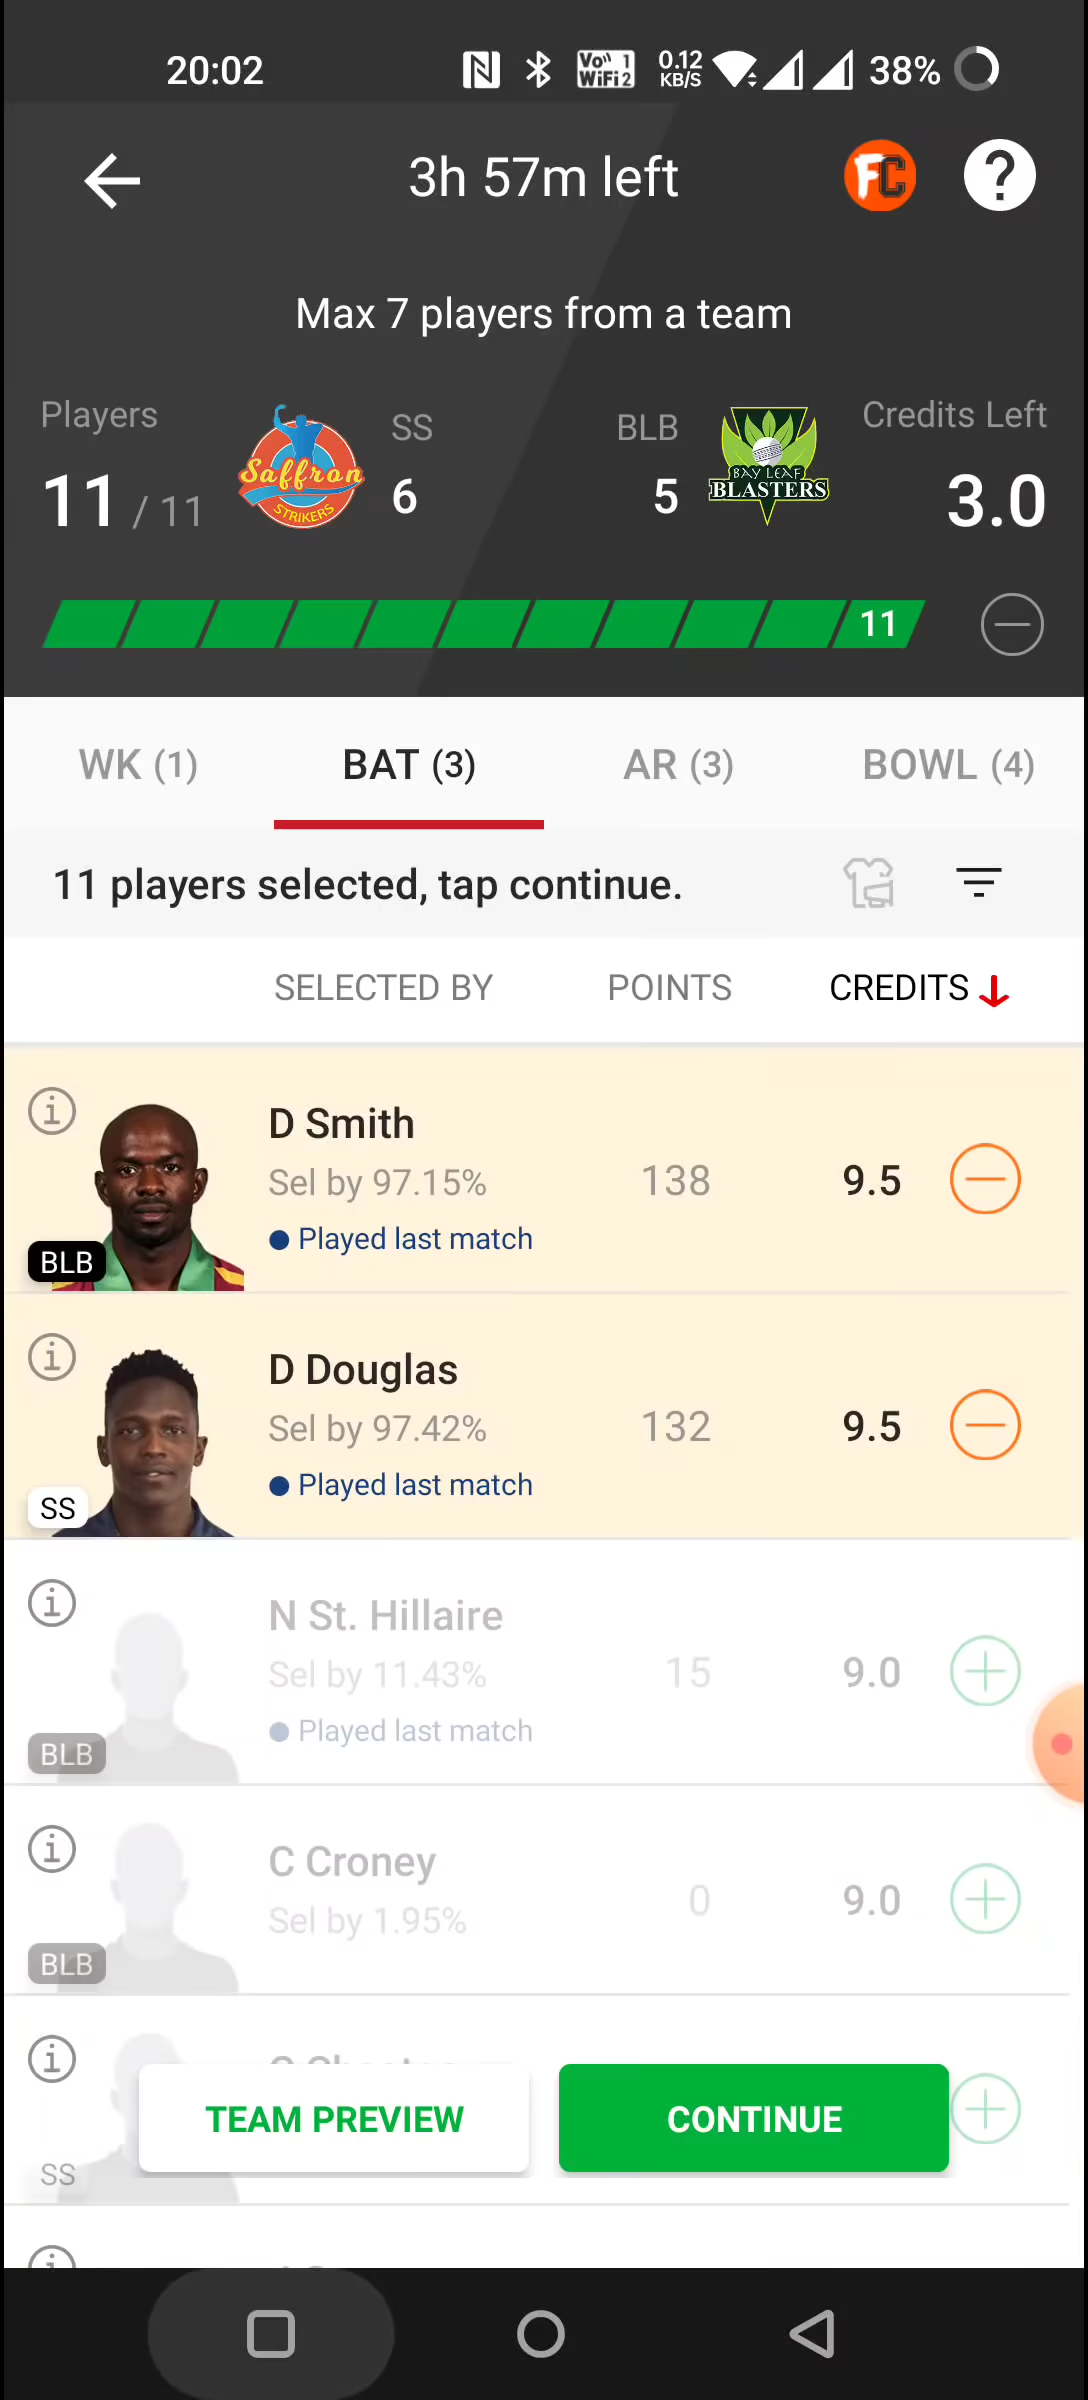 20:02
Vo 1 WiFi 2
0.12 KB/S
38%
3h 57m left
FC
?
Max 7 players from a team
Players
SS
BLB
Credits Left
11 / 11
Saffron STRIKERS
6
5
BAY LEAF BLASTERS
3.0
11
WK (1)
BAT (3)
AR (3)
BOWL (4)
11 players selected, tap continue.
SELECTED BY
POINTS
CREDITS
D Smith
Sel by 97.15%
138
9.5
Played last match
BLB
D Douglas
Sel by 97.42%
132
9.5
Played last match
SS
N St. Hillaire
Sel by 11.43%
15
9.0
Played last match
BLB
C Croney
Sel by 1.95%
0
9.0
BLB
TEAM PREVIEW
CONTINUE
SS